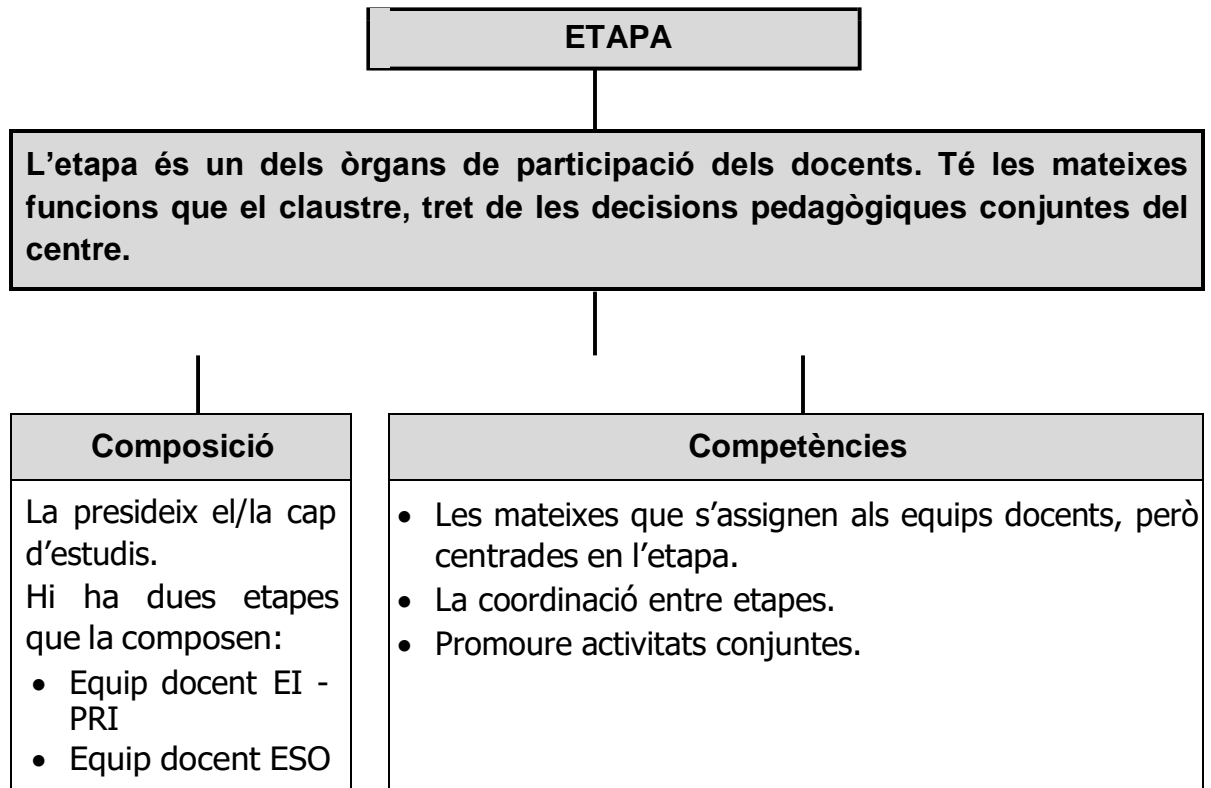 ETAPA
L’etapa és un dels òrgans de participació dels docents. Té les mateixes
funcions que el claustre, tret de les decisions pedagògiques conjuntes del
centre.
Composició
La presideix el/la cap
d’estudis.
Hi ha dues etapes
que la composen:
• Equip docent EI -
PRI
• Equip docent ESO
Competències
• Les mateixes que s’assignen als equips docents, però
centrades en l’etapa.
• La coordinació entre etapes.
• Promoure activitats conjuntes.